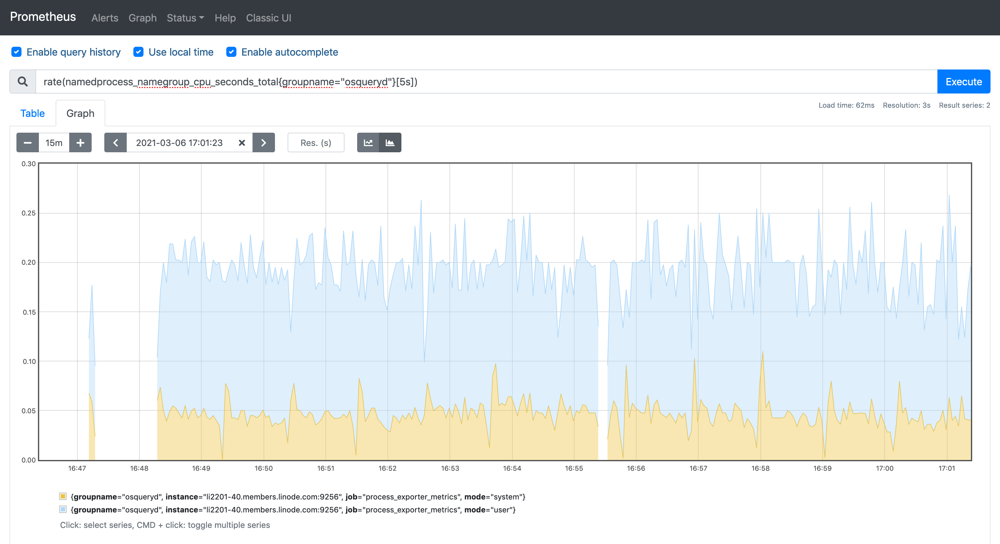 Prometheus Alerts Graph Status Help Classic UI
Enable query history Use local time Enable autocomplete
rate(namedprocess_namegroup_cpu_seconds_total{groupname="osqueryd"}[5s]) Execute
Load time: 62ms Resolution: 3s Result series: 2
Table Graph
15m 2021-03-06 17:01:23 Res. (s)
0.30
0.25
0.20
0.15
0.10
0.05
0.00
16:47 16:48 16:49 16:50 16:51 16:52 16:53 16:54 16:55 16:56 16:57 16:58 16:59 17:00 17:01
{groupname="osqueryd", instance="li2201-40.members.linode.com:9256", job="process_exporter_metrics", mode="system"}
{groupname="osqueryd", instance="li2201-40.members.linode.com:9256", job="process_exporter_metrics", mode="user"}
Click: select series, CMD + click: toggle multiple series